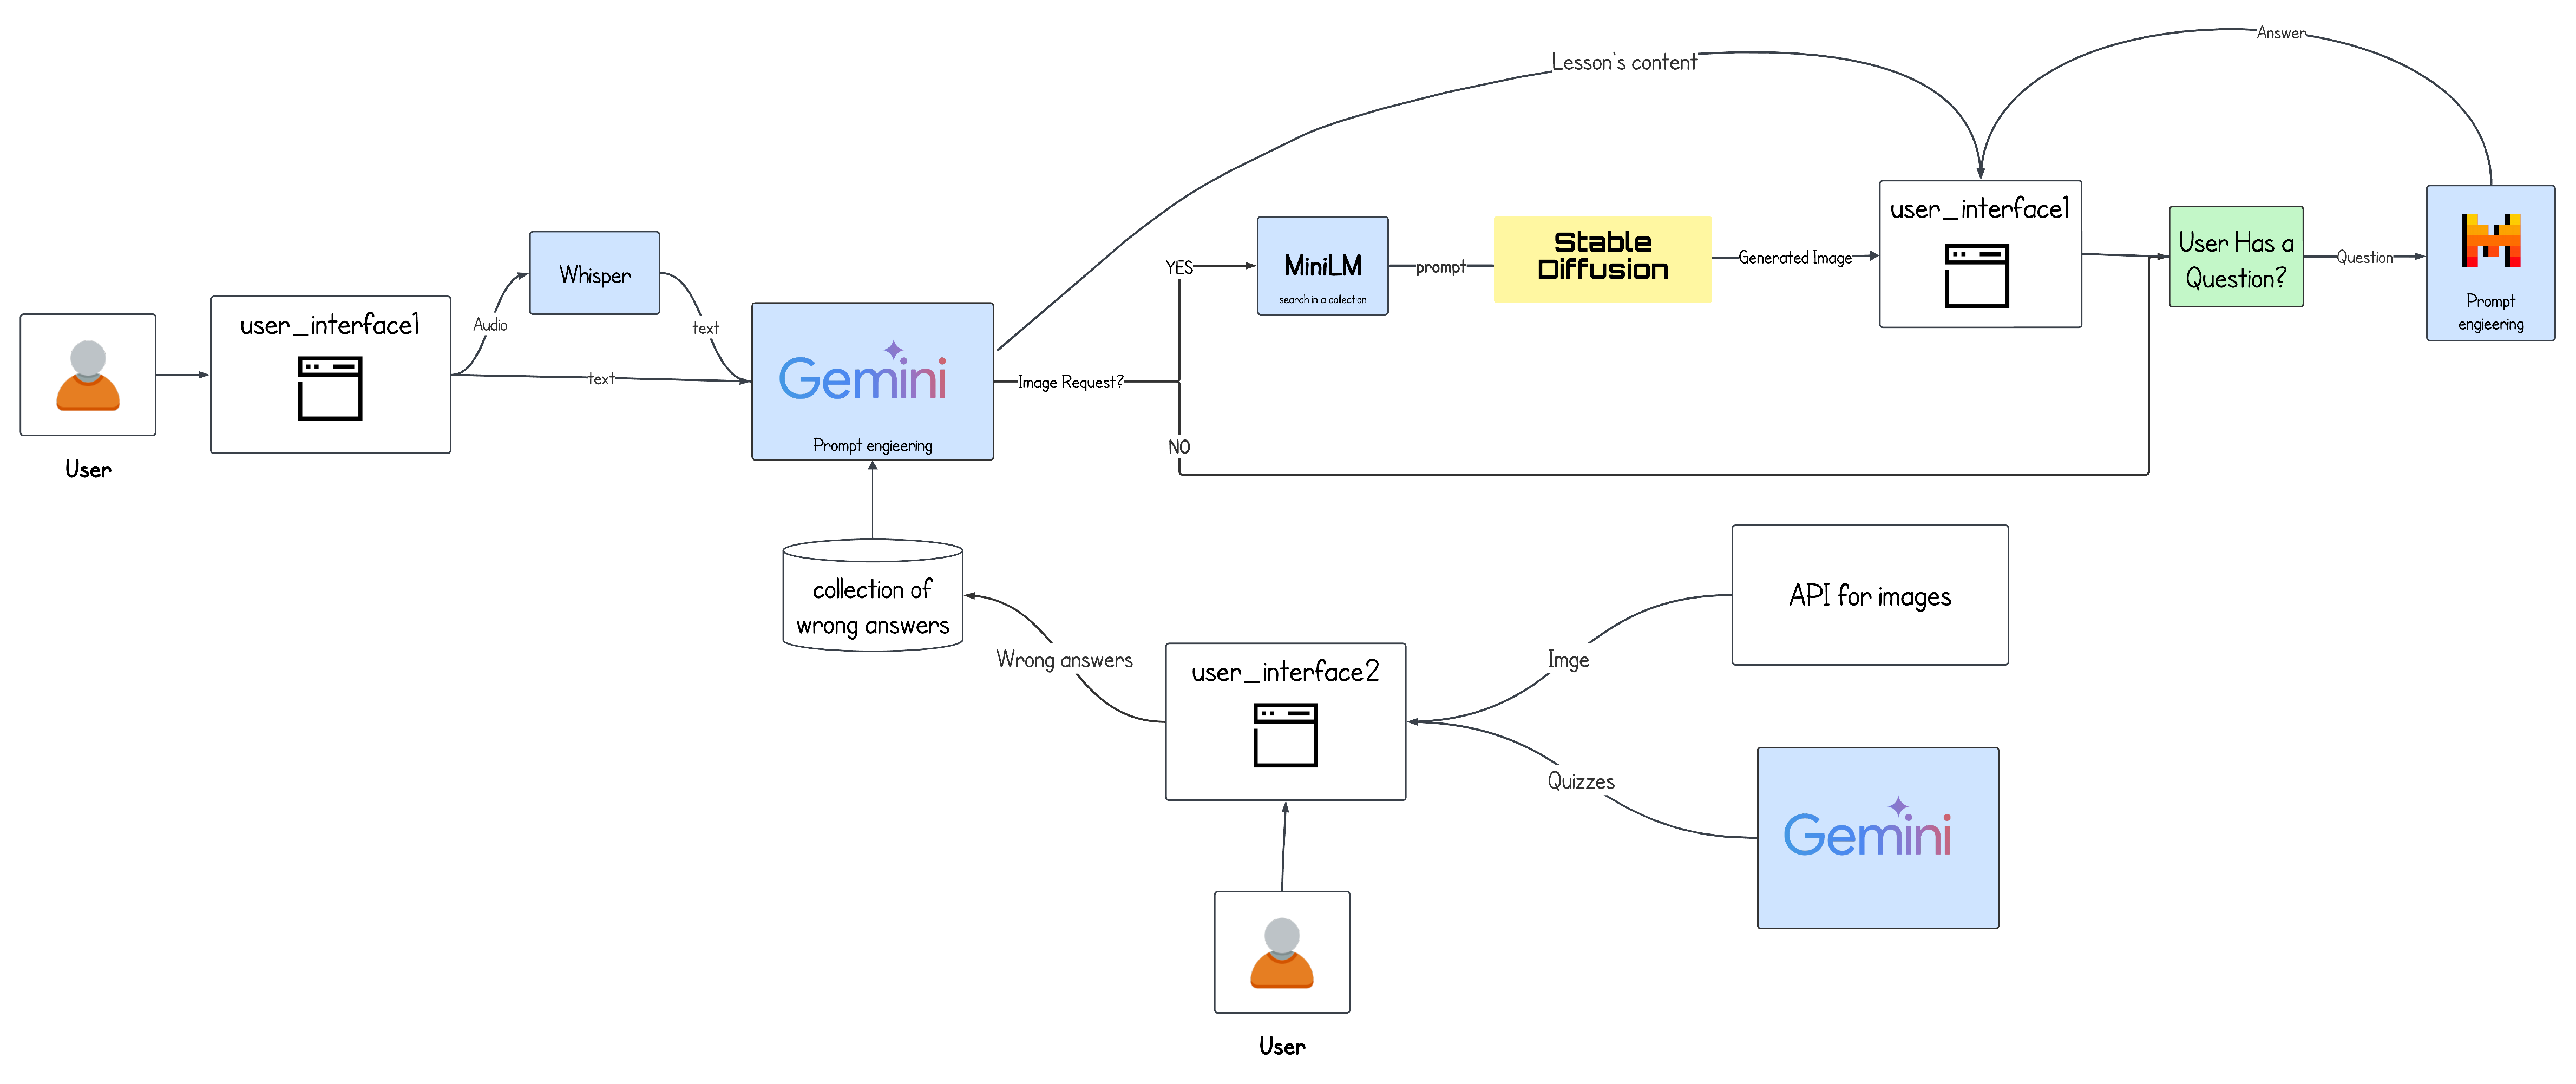 Answer
Lesson's content
user_interface1
Whisper
YES
MiniLM
search in a collection
prompt
Stable
Diffusion
Generated Image
User Has a
Question?
Question
Prompt
engieering
user_interface1
Audio
text
text
Gemini
Prompt engieering
Image Request?
NO
User
collection of
wrong answers
Wrong answers
user_interface2
API for images
Imge
Quizzes
Gemini
User